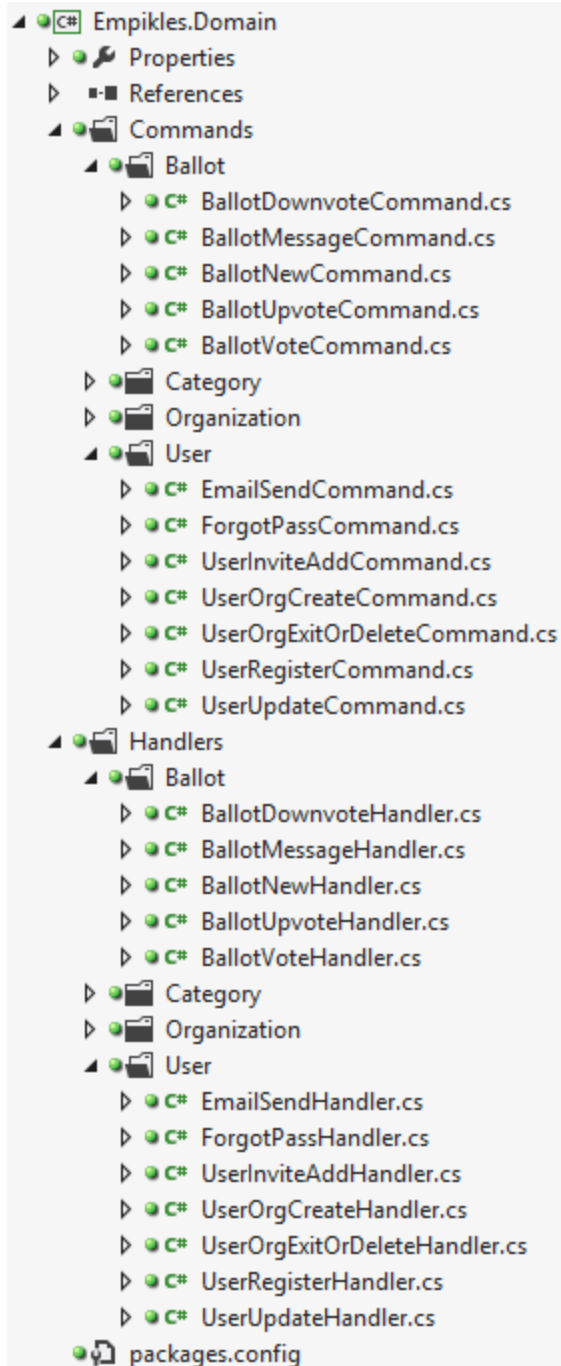 C# Empikles.Domain
Properties
References
Commands
Ballot
C# BallotDownvoteCommand.cs
C# BallotMessageCommand.cs
C# BallotNewCommand.cs
C# BallotUpvoteCommand.cs
C# BallotVoteCommand.cs
Category
Organization
User
C# EmailSendCommand.cs
C# ForgotPassCommand.cs
C# UserInviteAddCommand.cs
C# UserOrgCreateCommand.cs
C# UserOrgExitOrDeleteCommand.cs
C# UserRegisterCommand.cs
C# UserUpdateCommand.cs
Handlers
Ballot
C# BallotDownvoteHandler.cs
C# BallotMessageHandler.cs
C# BallotNewHandler.cs
C# BallotUpvoteHandler.cs
C# BallotVoteHandler.cs
Category
Organization
User
C# EmailSendHandler.cs
C# ForgotPassHandler.cs
C# UserInviteAddHandler.cs
C# UserOrgCreateHandler.cs
C# UserOrgExitOrDeleteHandler.cs
C# UserRegisterHandler.cs
C# UserUpdateHandler.cs
packages.config